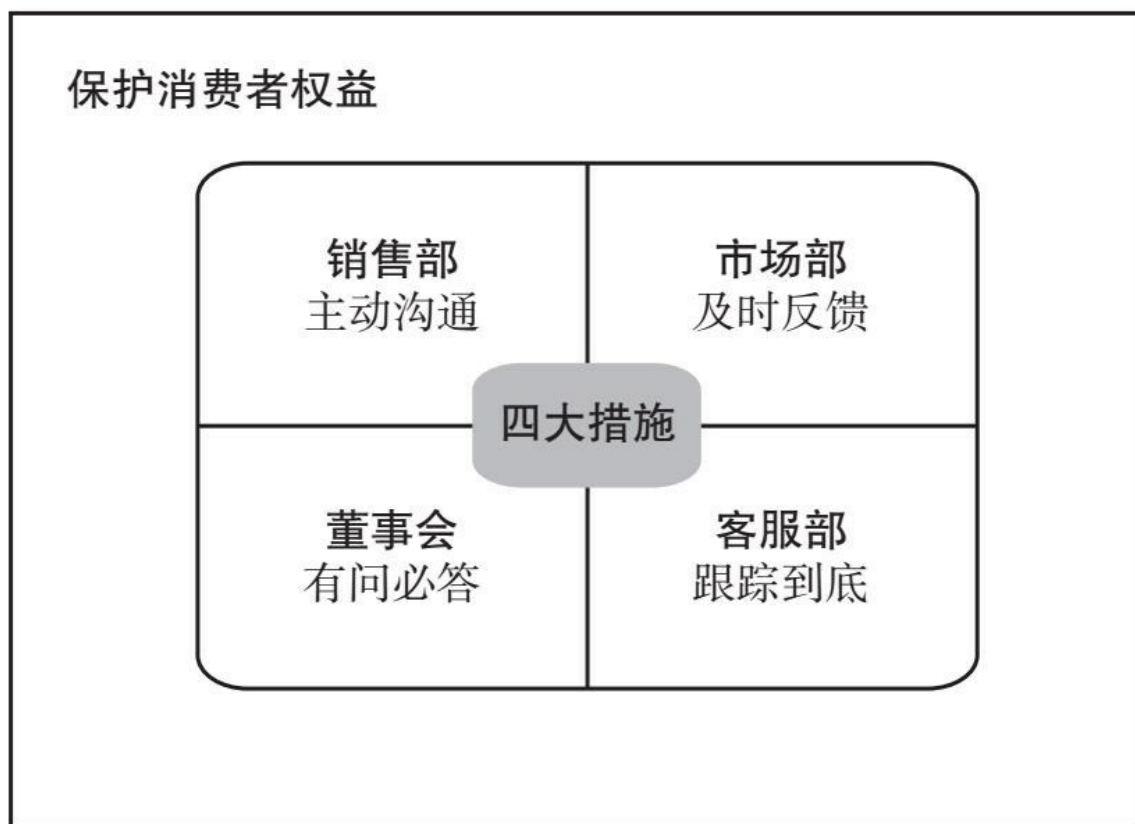 保护消费者权益
销售部
主动沟通
市场部
及时反馈
四大措施
董事会
有问必答
客服部
跟踪到底